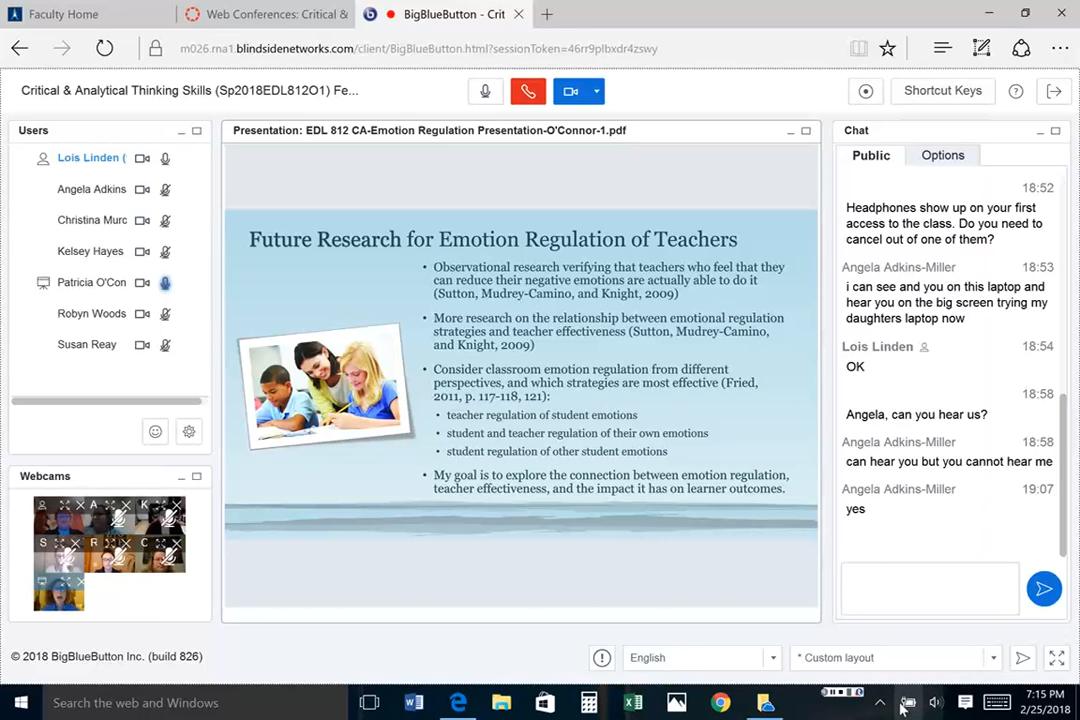 Faculty Home
Web Conferences: Critical &
BigBlueButton - Crit
m026.rna1.blindsidenetworks.com/client/BigBlueButton.html?sessionToken=46rr9plbxdr4zswy
Critical & Analytical Thinking Skills (Sp2018EDL812O1) Fe...
Shortcut Keys
Users
Lois Linden (
Angela Adkins
Christina Murc
Kelsey Hayes
Patricia O'Con
Robyn Woods
Susan Reay
Webcams
A
K
S
R
C
Presentation: EDL 812 CA-Emotion Regulation Presentation-O'Connor-1.pdf
Future Research for Emotion Regulation of Teachers
• Observational research verifying that teachers who feel that they
can reduce their negative emotions are actually able to do it
(Sutton, Mudrey-Camino, and Knight, 2009)
• More research on the relationship between emotional regulation
strategies and teacher effectiveness (Sutton, Mudrey-Camino,
and Knight, 2009)
• Consider classroom emotion regulation from different
perspectives, and which strategies are most effective (Fried,
2011, p. 117-118, 121):
• teacher regulation of student emotions
• student and teacher regulation of their own emotions
• student regulation of other student emotions
• My goal is to explore the connection between emotion regulation,
teacher effectiveness, and the impact it has on learner outcomes.
Chat
Public
Options
18:52
Headphones show up on your first
access to the class. Do you need to
cancel out of one of them?
Angela Adkins-Miller 18:53
i can see and you on this laptop and
hear you on the big screen trying my
daughters laptop now
Lois Linden 18:54
OK
18:58
Angela, can you hear us?
Angela Adkins-Miller 18:58
can hear you but you cannot hear me
Angela Adkins-Miller 19:07
yes
© 2018 BigBlueButton Inc. (build 826)
English
* Custom layout
Search the web and Windows
7:15 PM
2/25/2018